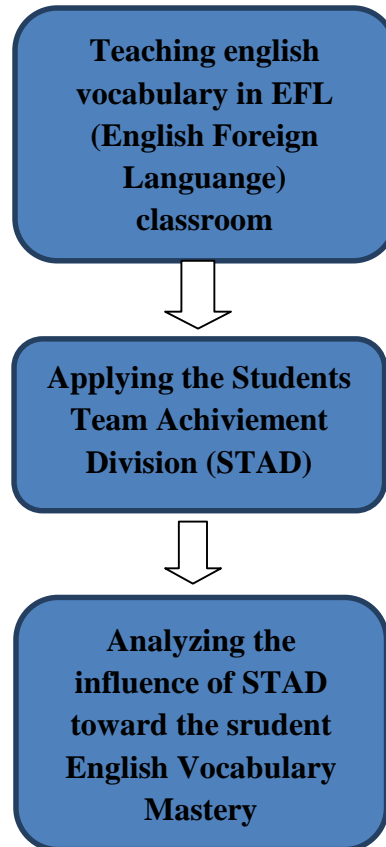 Teaching english
vocabulary in EFL
(English Foreign
Languange)
classroom
Applying the Students
Team Achiviement
Division (STAD)
Analyzing the
influence of STAD
toward the srudent
English Vocabulary
Mastery